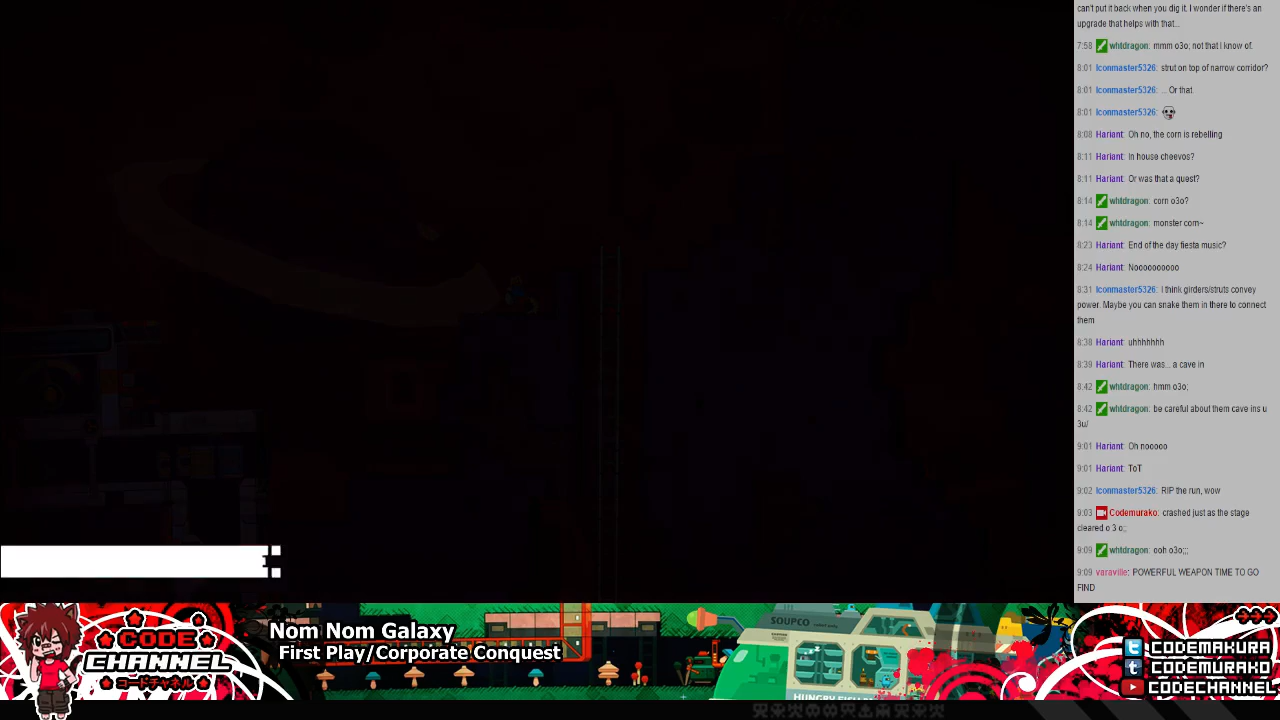 can't put it back when you dig it. I wonder if there's an
upgrade that helps with that...
7:58 whtdragon: mmm o3o; not that I know of.
8:01 Iconmaster5326: strut on top of narrow corridor?
8:01 Iconmaster5326: ... Or that.
8:01 Iconmaster5326:
8:08 Hariant: Oh no, the corn is rebelling
8:11 Hariant: In house cheevos?
8:11 Hariant: Or was that a quest?
8:14 whtdragon: corn o3o?
8:14 whtdragon: monster corn~
8:23 Hariant: End of the day fiesta music?
8:24 Hariant: Nooooooooo
8:31 Iconmaster5326: I think girders/struts convey
power. Maybe you can snake them in there to connect
them
8:38 Hariant: uhhhhhhh
8:39 Hariant: There was... a cave in
8:42 whtdragon: hmm o3o;
8:42 whtdragon: be careful about them cave ins u
3u/
9:01 Hariant: Oh nooooo
9:01 Hariant: ToT
9:02 Iconmaster5326: RIP the run, wow
9:03 Codemurako: crashed just as the stage
cleared o 3 o;;
9:09 whtdragon: ooh o3o;;;
9:09 varaville: POWERFUL WEAPON TIME TO GO
FIND
CODE
CHANNEL
コードチャンネル
Nom Nom Galaxy
First Play/Corporate Conquest
SOUPCO
CODEMAKURA
CODEMURAKO
CODECHANNEL